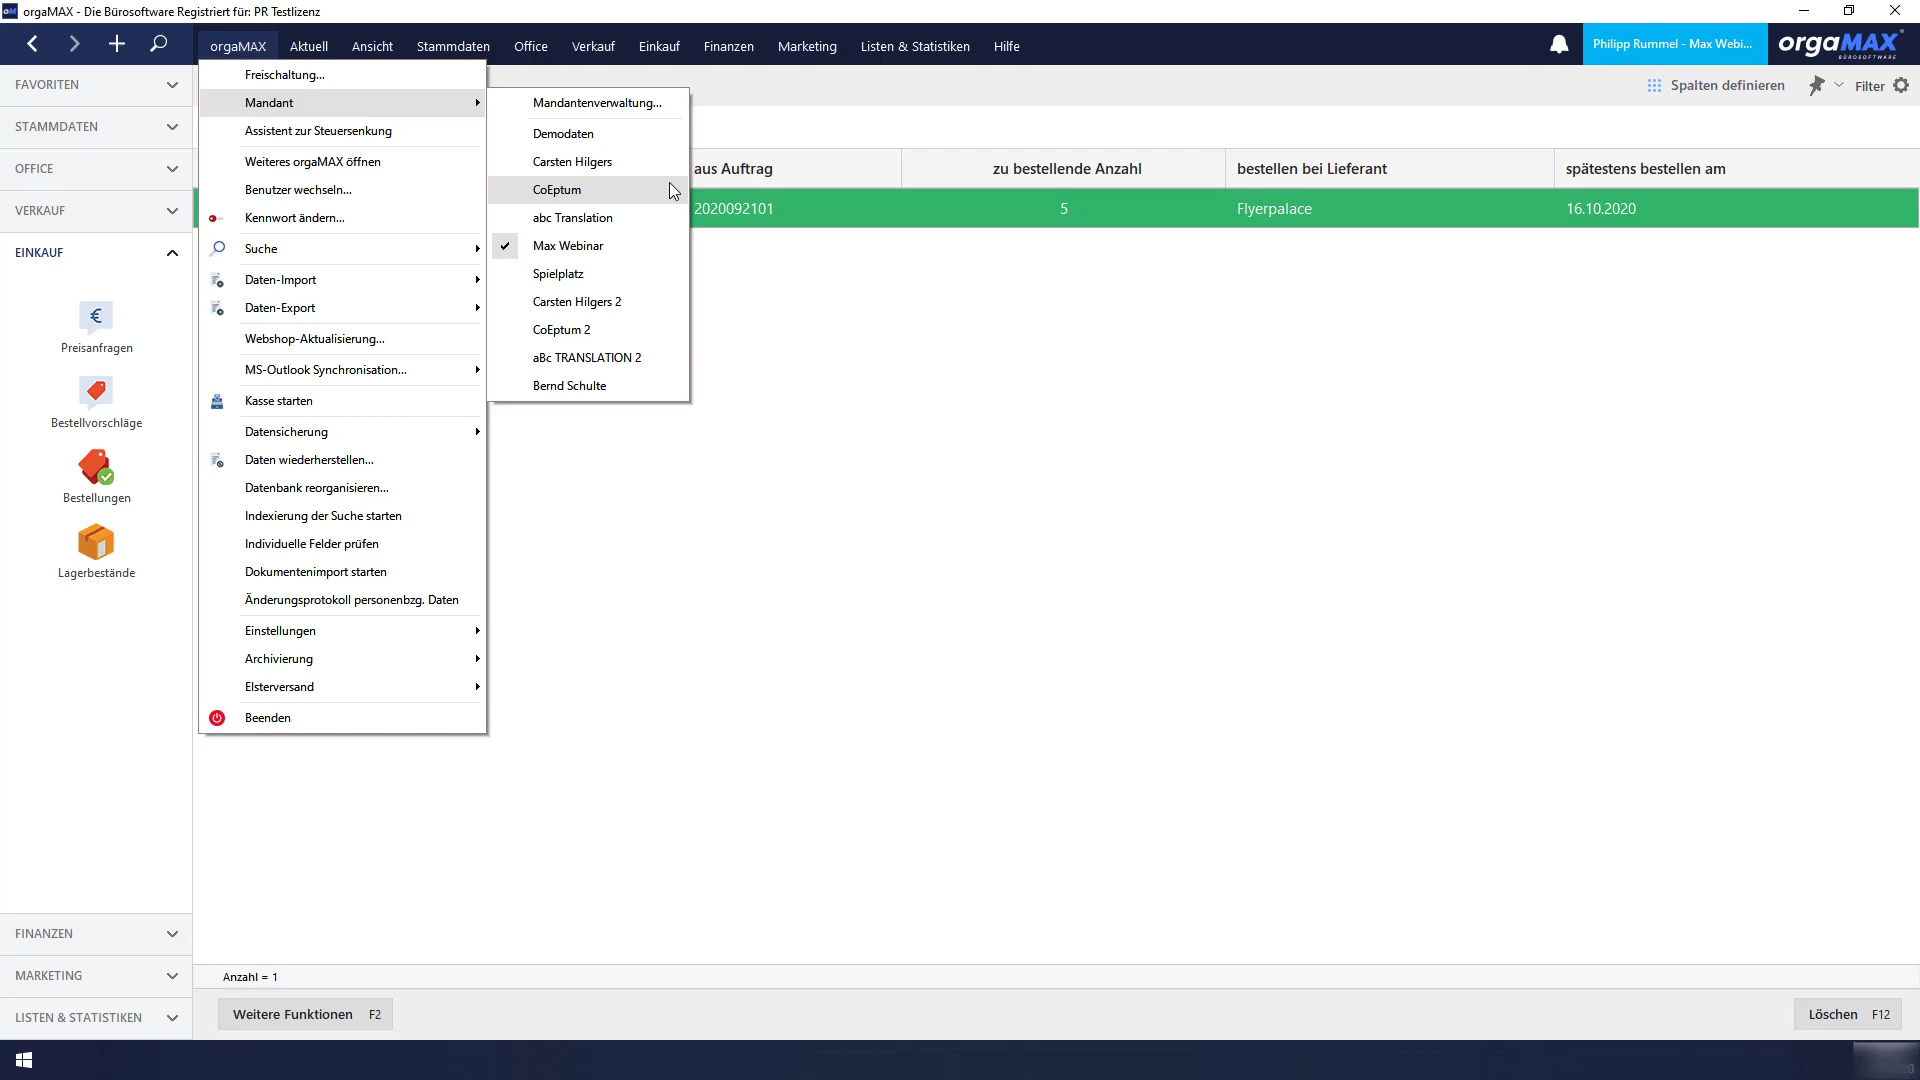 orgaMAX - Die Bürosoftware Registriert für: PR Testlizenz
orgaMAX Aktuell Ansicht Stammdaten Office Verkauf Einkauf Finanzen Marketing Listen & Statistiken Hilfe
Philipp Rummel - Max Webi...
orgaMAX
BÜROSOFTWARE
Spalten definieren
Filter
FAVORITEN
STAMMDATEN
OFFICE
VERKAUF
EINKAUF
Preisanfragen
Bestellvorschläge
Bestellungen
Lagerbestände
FINANZEN
MARKETING
LISTEN & STATISTIKEN
Freischaltung...
Mandant
Assistent zur Steuersenkung
Weiteres orgaMAX öffnen
Benutzer wechseln...
Kennwort ändern...
Suche
Daten-Import
Daten-Export
Webshop-Aktualisierung...
MS-Outlook Synchronisation...
Kasse starten
Datensicherung
Daten wiederherstellen...
Datenbank reorganisieren...
Indexierung der Suche starten
Individuelle Felder prüfen
Dokumentenimport starten
Änderungsprotokoll personenbzg. Daten
Einstellungen
Archivierung
Elsterversand
Beenden
Mandantenverwaltung...
Demodaten
Carsten Hilgers
CoEptum
abc Translation
Max Webinar
Spielplatz
Carsten Hilgers 2
CoEptum 2
aBc TRANSLATION 2
Bernd Schulte
aus Auftrag zu bestellende Anzahl bestellen bei Lieferant spätestens bestellen am
2020092101 5 Flyerpalace 16.10.2020
Anzahl = 1
Weitere Funktionen F2
Löschen F12